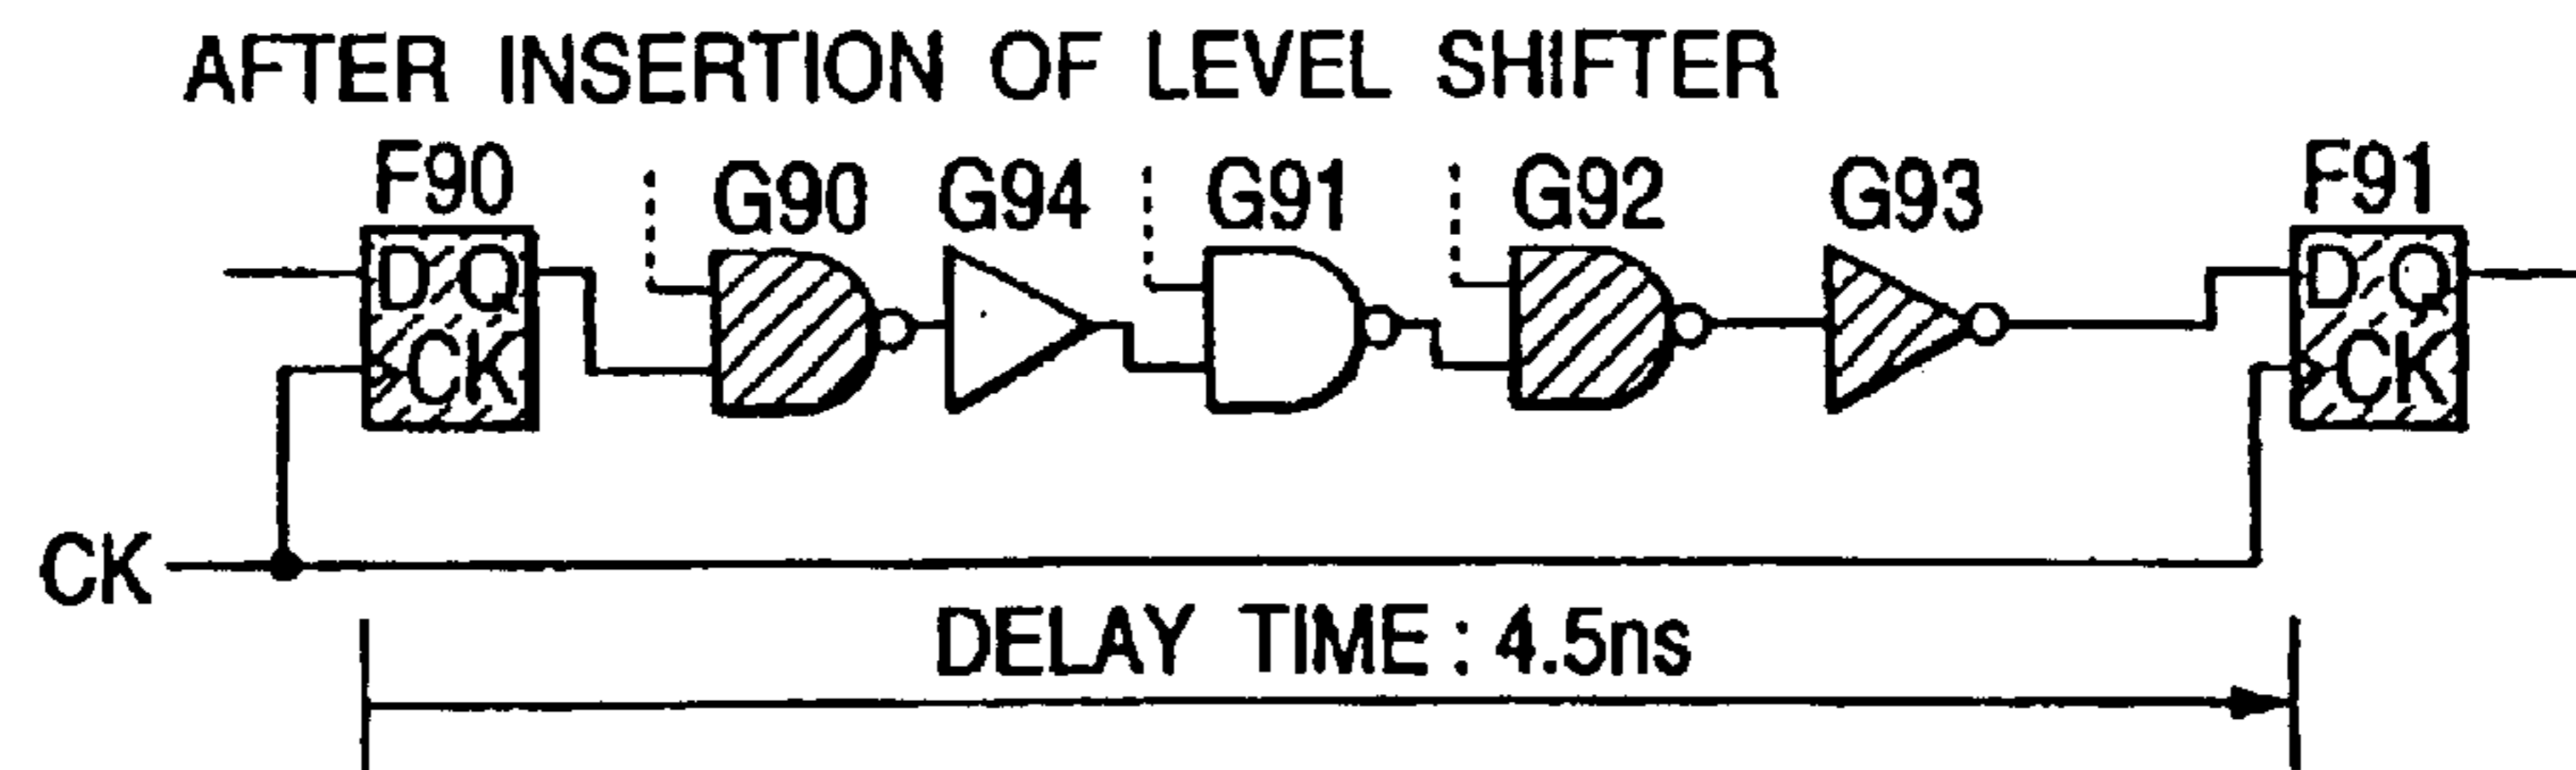 AFTER INSERTION OF LEVEL SHIFTER
F90 G90 G94 G91 G92 G93 F91
D Q D Q
CK CK
CK
DELAY TIME : 4.5ns